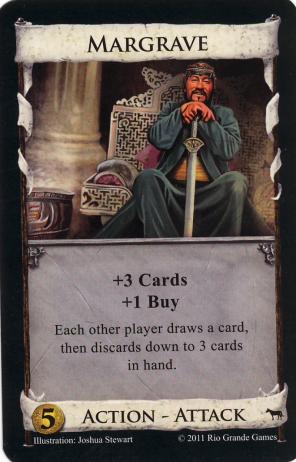 MARGRAVE
+3 Cards
+1 Buy
Each other player draws a card,
then discards down to 3 cards
in hand.
5 ACTION - ATTACK
Illustration: Joshua Stewart © 2011 Rio Grande Games